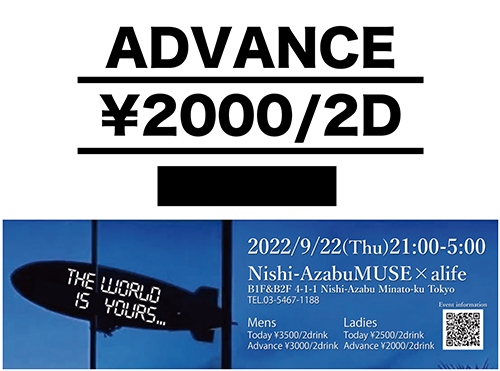 ADVANCE
¥2000/2D
THE WORLD
IS YOURS...
2022/9/22(Thu)21:00-5:00
Nishi-AzabuMUSE×alife
B1F&B2F 4-1-1 Nishi-Azabu Minato-ku Tokyo
TEL.03-5467-1188
Event information
Mens
Today ¥3500/2drink
Advance ¥3000/2drink
Ladies
Today ¥2500/2drink
Advance ¥2000/2drink